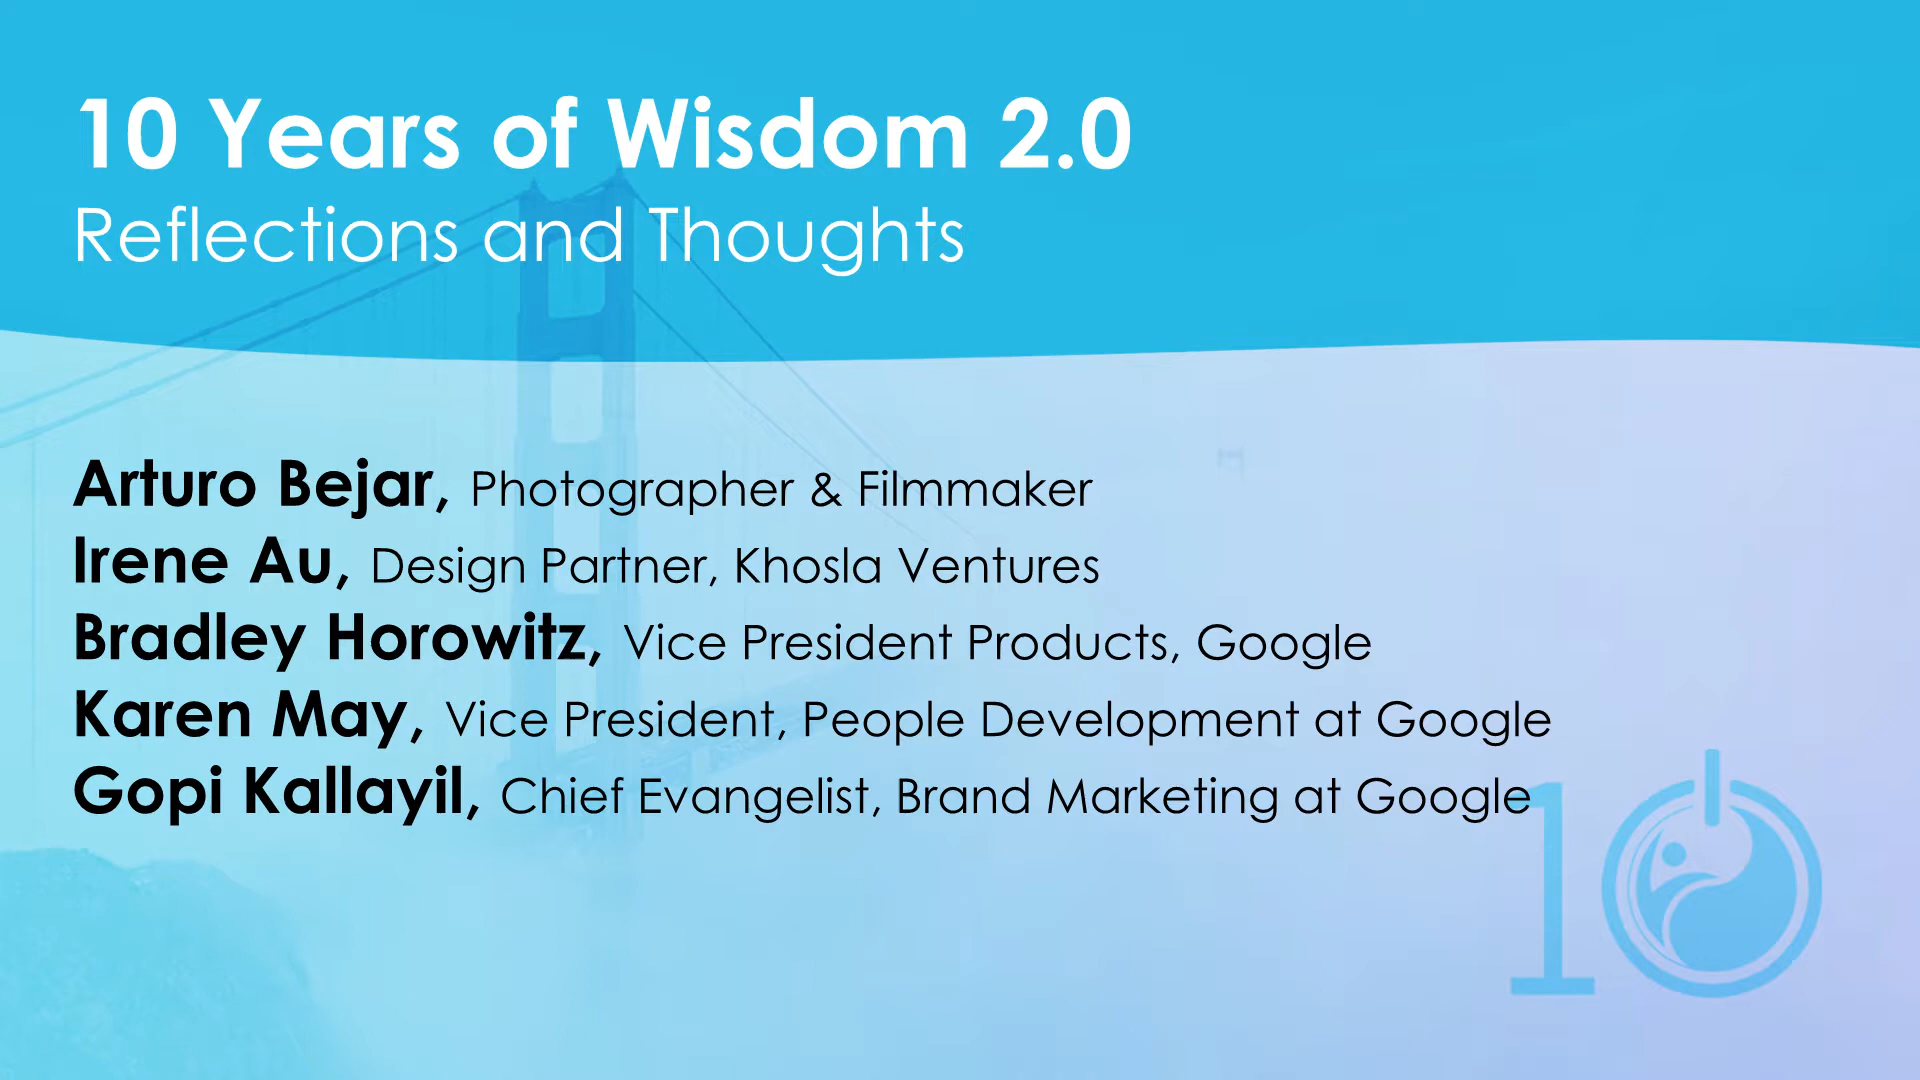 10 Years of Wisdom 2.0
Reflections and Thoughts
Arturo Bejar, Photographer & Filmmaker
Irene Au, Design Partner, Khosla Ventures
Bradley Horowitz, Vice President Products, Google
Karen May, Vice President, People Development at Google
Gopi Kallayil, Chief Evangelist, Brand Marketing at Google
10